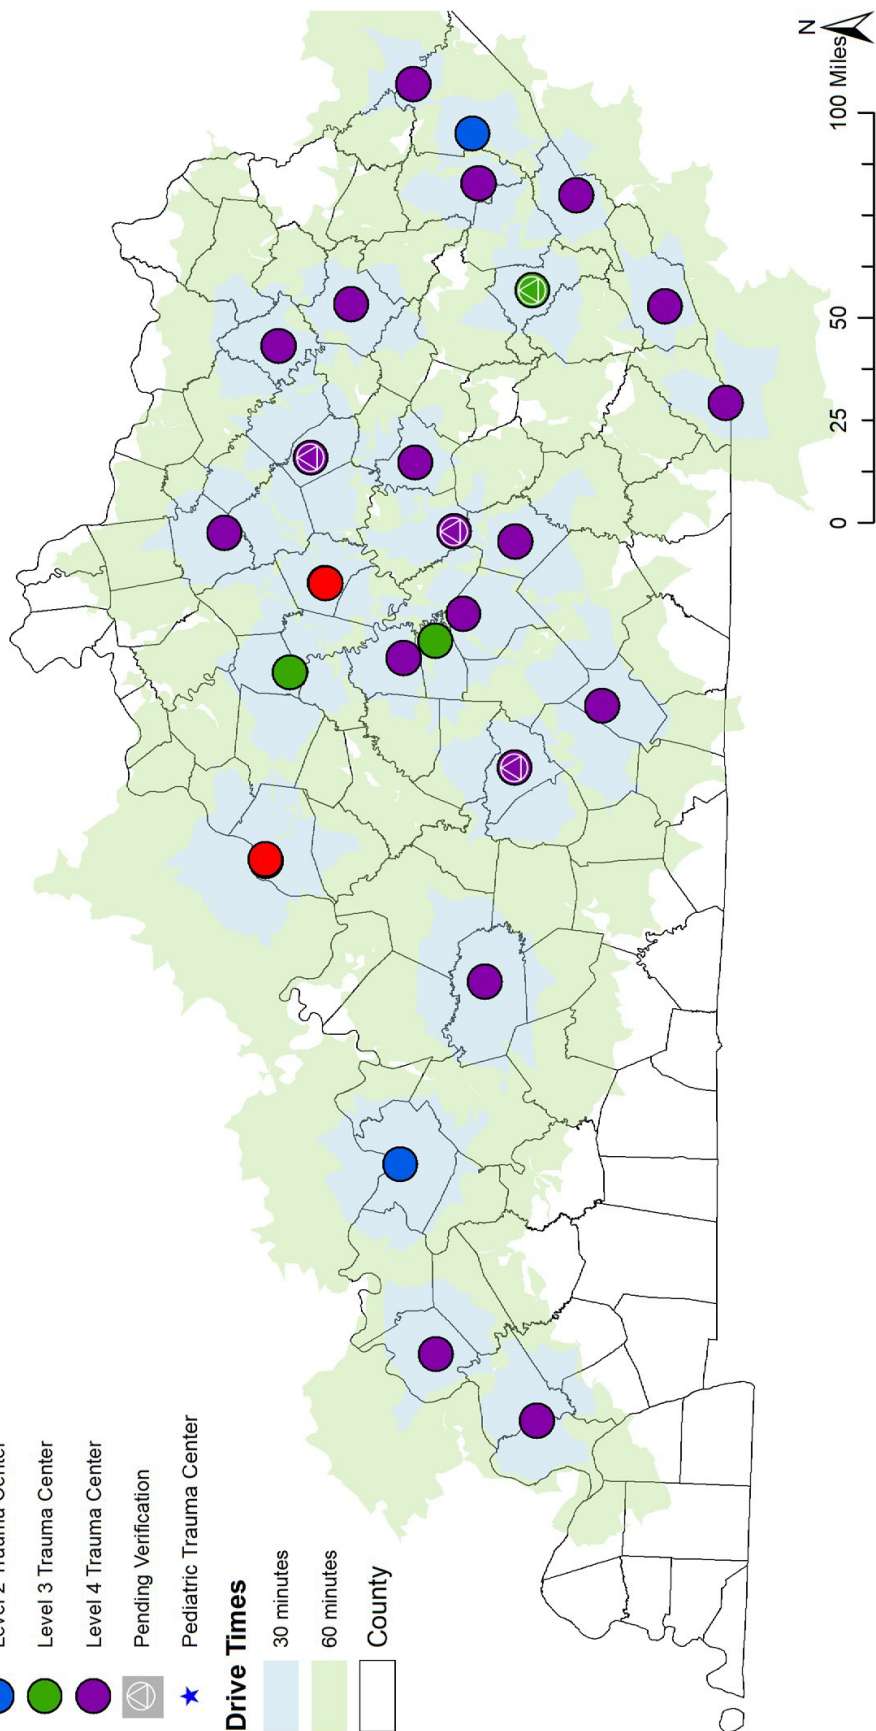 Level 2 Trauma Center
Level 3 Trauma Center
Level 4 Trauma Center
Pending Verification
Pediatric Trauma Center
Drive Times
30 minutes
60 minutes
County
0 25 50 100 Miles
N